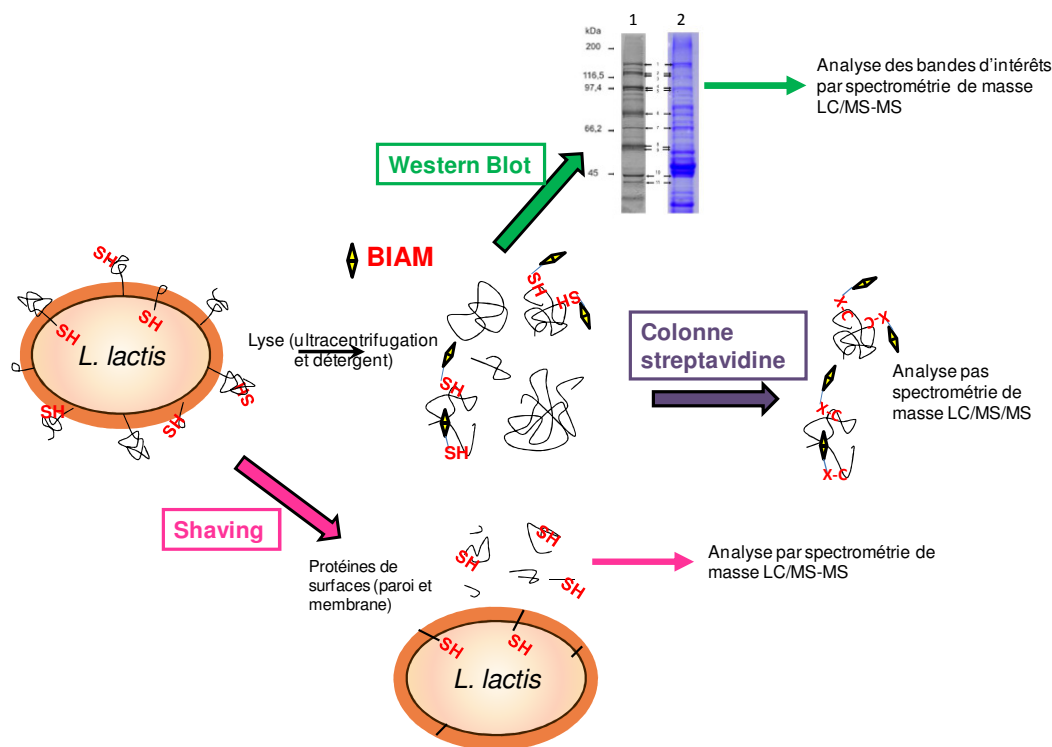 1 2
kDa
200
116,5
97,4
66,2
45
Analyse des bandes d'intérêts
par spectrométrie de masse
LC/MS-MS
Western Blot
BIAM
SH
SH
SH
SH
SH
SH
L. lactis
Lyse (ultracentrifugation
et détergent)
SH
SH
SH
SH
Colonne
streptavidine
X-C
X-C
X-C
X-C
Analyse pas
spectrométrie de
masse LC/MS/MS
Shaving
Protéines de
surfaces (paroi et
membrane)
SH
SH
SH
Analyse par spectrométrie de
masse LC/MS-MS
SH
SH
L. lactis